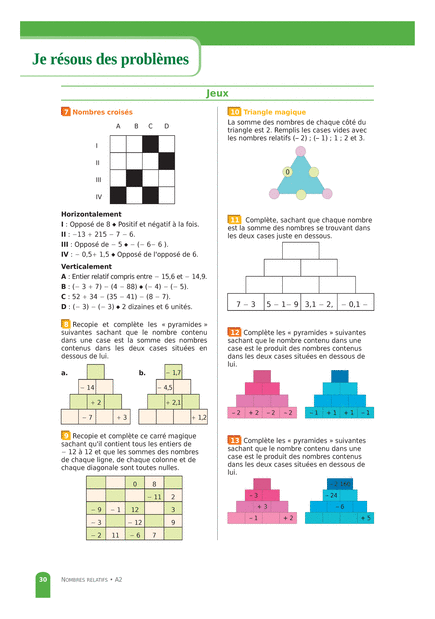 Je résous des problèmes
Jeux
7 Nombres croisés
A B C D
I
II
III
IV
Horizontalement
I : Opposé de 8 ◆ Positif et négatif à la fois.
II : −13 + 215 − 7 − 6.
III : Opposé de − 5 ◆ − (− 6− 6 ).
IV : − 0,5+ 1,5 ◆ Opposé de l'opposé de 6.
Verticalement
A : Entier relatif compris entre − 15,6 et − 14,9.
B : (− 3 + 7) − (4 − 88) ◆ (− 4) − (− 5).
C : 52 + 34 − (35 − 41) − (8 − 7).
D : (− 3) − (− 3) ◆ 2 dizaines et 6 unités.
8 Recopie et complète les « pyramides »
suivantes sachant que le nombre contenu
dans une case est la somme des nombres
contenus dans les deux cases situées en
dessous de lui.
a. b.
− 1,7
− 14 − 4,5
+ 2 + 2,1
− 7 + 3 + 1,2
9 Recopie et complète ce carré magique
sachant qu'il contient tous les entiers de
− 12 à 12 et que les sommes des nombres
de chaque ligne, de chaque colonne et de
chaque diagonale sont toutes nulles.
0 8
− 11 2
− 9 − 1 12 3
− 3 − 12 9
− 2 11 − 6 7
10 Triangle magique
La somme des nombres de chaque côté du
triangle est 2. Remplis les cases vides avec
les nombres relatifs (− 2) ; (− 1) ; 1 ; 2 et 3.
0
11 Complète, sachant que chaque nombre
est la somme des nombres se trouvant dans
les deux cases juste en dessous.
7 − 3 5 − 1− 9 3,1 − 2, − 0,1 −
12 Complète les « pyramides » suivantes
sachant que le nombre contenu dans une
case est le produit des nombres contenus
dans les deux cases situées en dessous de
lui.
− 2 + 2 − 2 − 2 − 1 + 1 + 1 − 1
13 Complète les « pyramides » suivantes
sachant que le nombre contenu dans une
case est le produit des nombres contenus
dans les deux cases situées en dessous de
lui.
− 3 − 24
+ 3 − 6
− 1 + 2 + 5
30 NOMBRES RELATIFS • A2